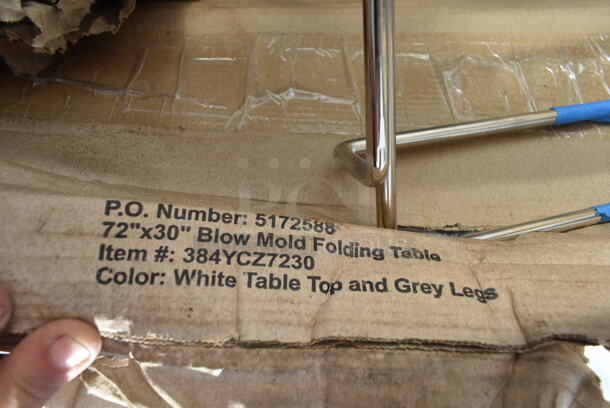 P.O. Number: 5172588
72"x30" Blow Mold Folding Table
Item #: 384YCZ7230
Color: White Table Top and Grey Legs